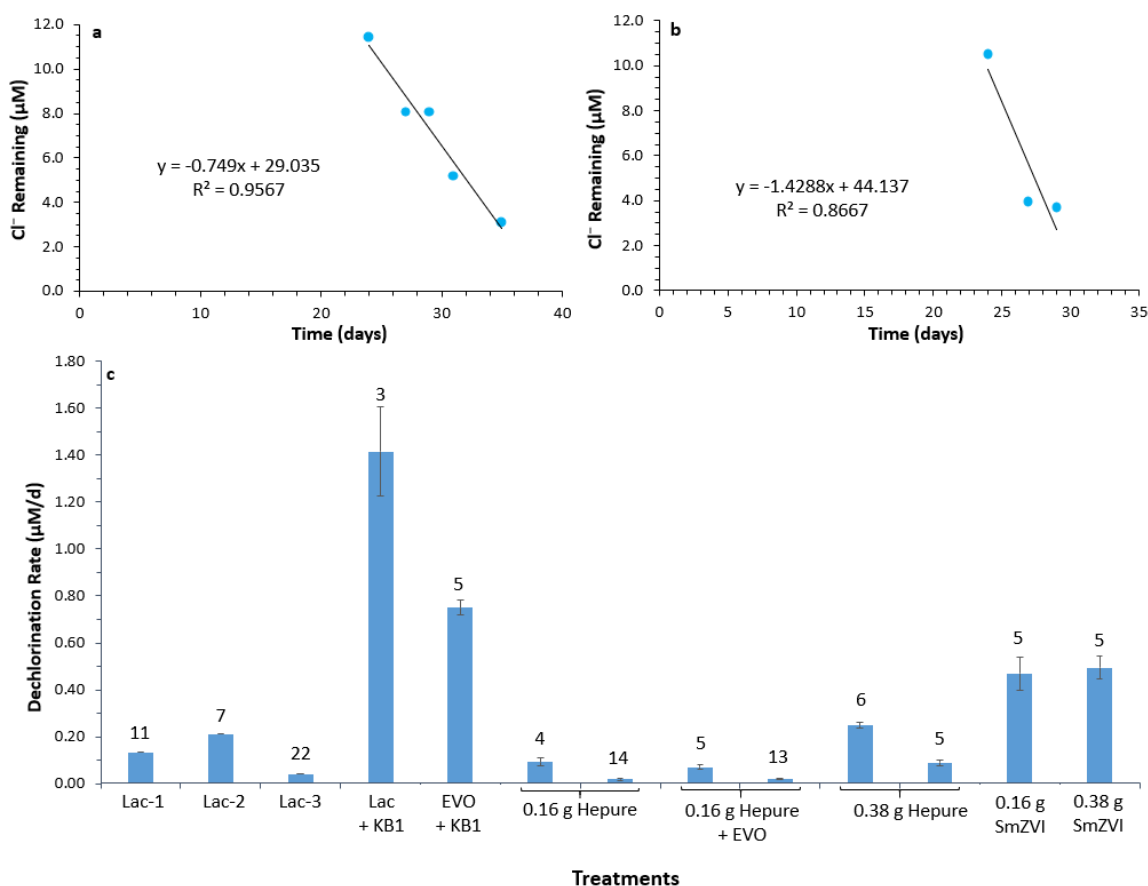 a
12.0
10.0
8.0
6.0
4.0
2.0
0.0
Cl⁻ Remaining (µM)
y = -0.749x + 29.035
R² = 0.9567
0 10 20 30 40
Time (days)
b
12.0
10.0
8.0
6.0
4.0
2.0
0.0
Cl⁻ Remaining (µM)
y = -1.4288x + 44.137
R² = 0.8667
0 5 10 15 20 25 30 35
Time (days)
c
1.80
1.60
1.40
1.20
1.00
0.80
0.60
0.40
0.20
0.00
Dechlorination Rate (µM/d)
11 7 22 3 5 4 14 5 13 6 5 5 5
Lac-1
Lac-2
Lac-3
Lac
+ KB1
EVO
+ KB1
0.16 g Hepure
0.16 g Hepure
+ EVO
0.38 g Hepure
0.16 g
SmZVI
0.38 g
SmZVI
Treatments